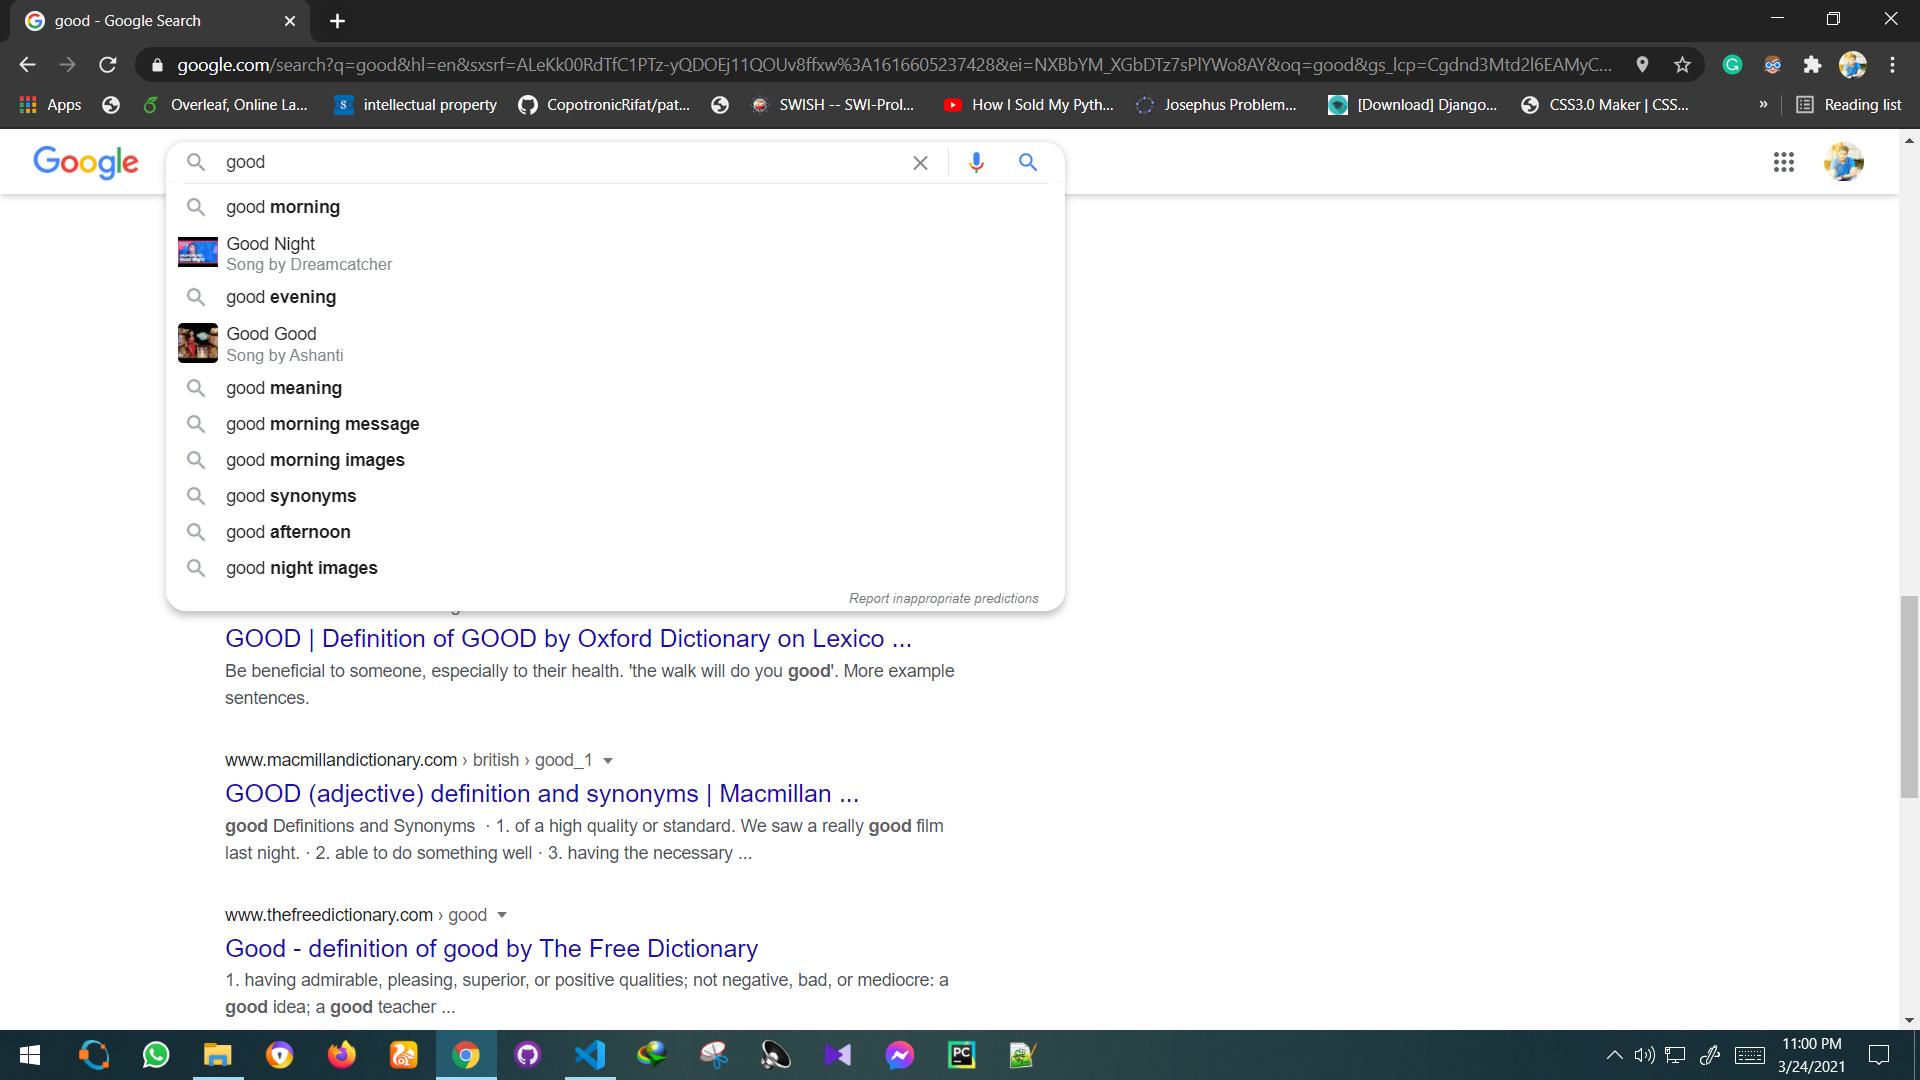 good - Google Search
google.com/search?q=good&hl=en&sxsrf=ALeKk00RdTfC1PTz-yQDOEj11QOUv8ffxw%3A1616605237428&ei=NXBbYM_XGbDTz7sPlYWo8AY&oq=good&gs_lcp=Cgdnd3Mtd2l6EAMyC...
Apps
Overleaf, Online La...
intellectual property
CopotronicRifat/pat...
SWISH -- SWI-Prol...
How I Sold My Pyth...
Josephus Problem...
[Download] Django...
CSS3.0 Maker | CSS...
»
Reading list
Google
good
good morning
Good Night
Song by Dreamcatcher
good evening
Good Good
Song by Ashanti
good meaning
good morning message
good morning images
good synonyms
good afternoon
good night images
Report inappropriate predictions
GOOD | Definition of GOOD by Oxford Dictionary on Lexico ...
Be beneficial to someone, especially to their health. 'the walk will do you good'. More example
sentences.
www.macmillandictionary.com › british › good_1
GOOD (adjective) definition and synonyms | Macmillan ...
good Definitions and Synonyms · 1. of a high quality or standard. We saw a really good film
last night. · 2. able to do something well · 3. having the necessary ...
www.thefreedictionary.com › good
Good - definition of good by The Free Dictionary
1. having admirable, pleasing, superior, or positive qualities; not negative, bad, or mediocre: a
good idea; a good teacher ...
PC
11:00 PM
3/24/2021